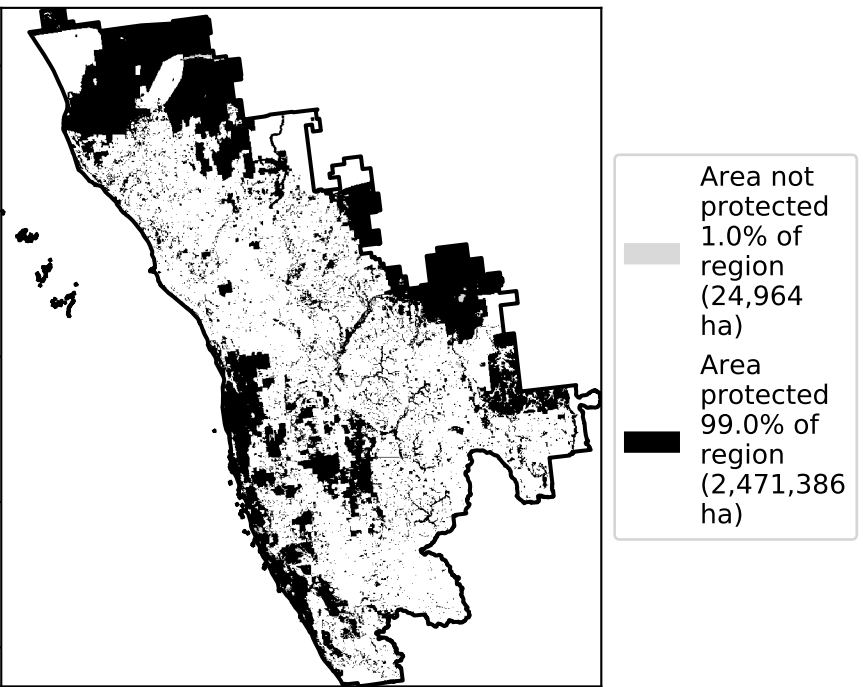 Area not
protected
1.0% of
region
(24,964
ha)
Area
protected
99.0% of
region
(2,471,386
ha)